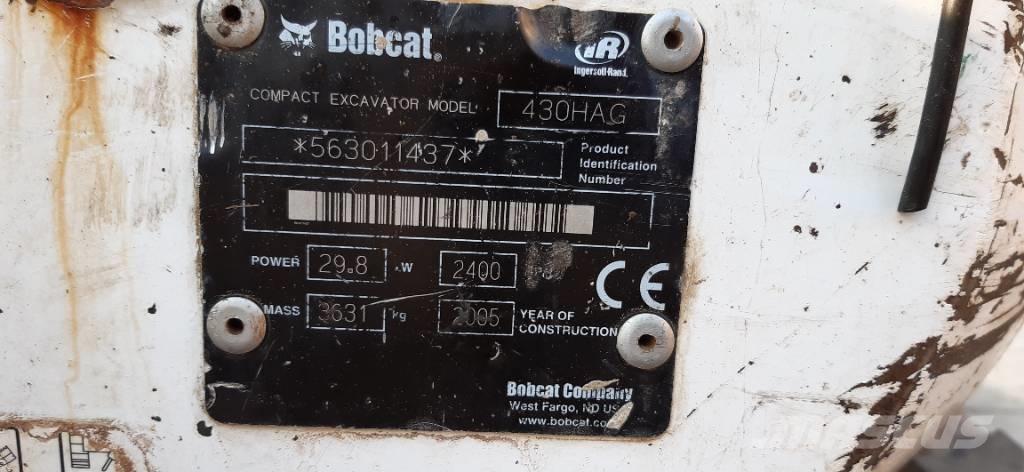 Bobcat®
IR
Ingersoll-Rand
COMPACT EXCAVATOR MODEL 430HAG
*563011437* Product Identification Number
POWER 29.8 kW 2400
MASS 3631 kg 2005 YEAR OF CONSTRUCTION
CE
Bobcat Company
West Fargo, ND US
www.bobcat.co
MASCUS